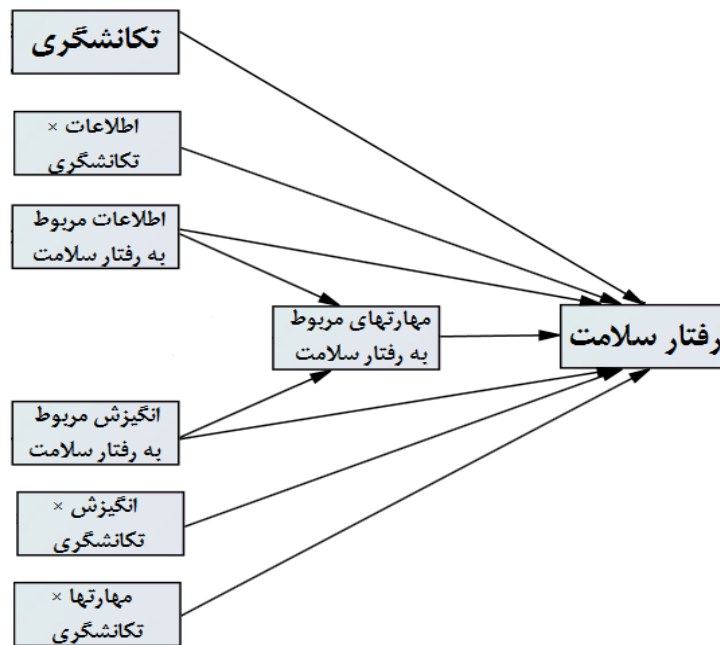 تکانشگری
اطلاعات ×
تکانشگری
اطلاعات مربوط
به رفتار سلامت
مهارتهای مربوط
به رفتار سلامت
رفتار سلامت
انگیزش مربوط
به رفتار سلامت
انگیزش ×
تکانشگری
مهارتها ×
تکانشگری